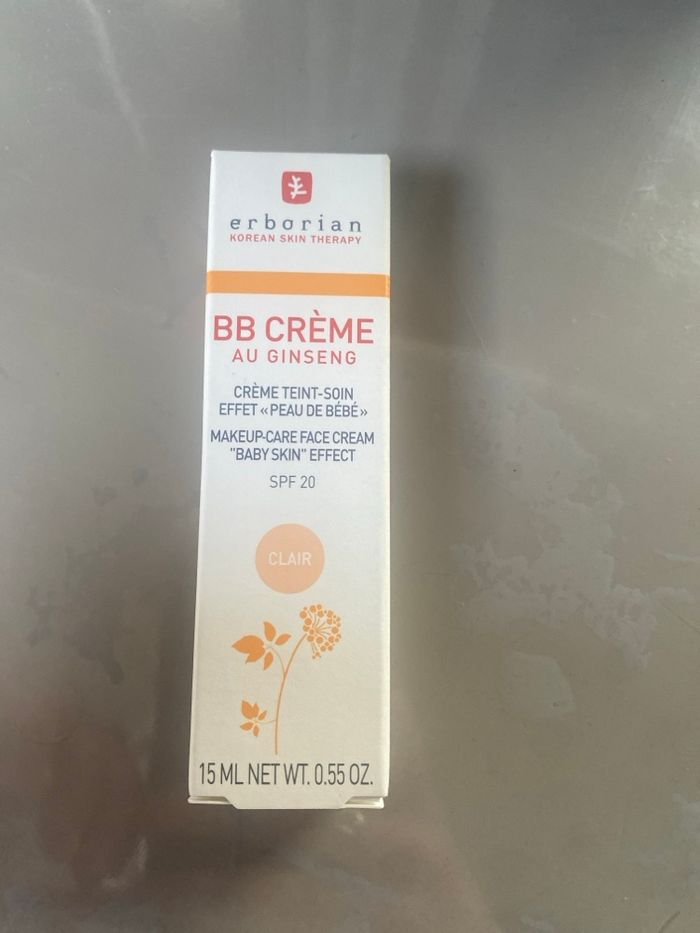 erborian
KOREAN SKIN THERAPY
BB CRÈME
AU GINSENG
CRÈME TEINT-SOIN
EFFET «PEAU DE BÉBÉ»
MAKEUP-CARE FACE CREAM
"BABY SKIN" EFFECT
SPF 20
CLAIR
15 ML NET WT. 0.55 OZ.